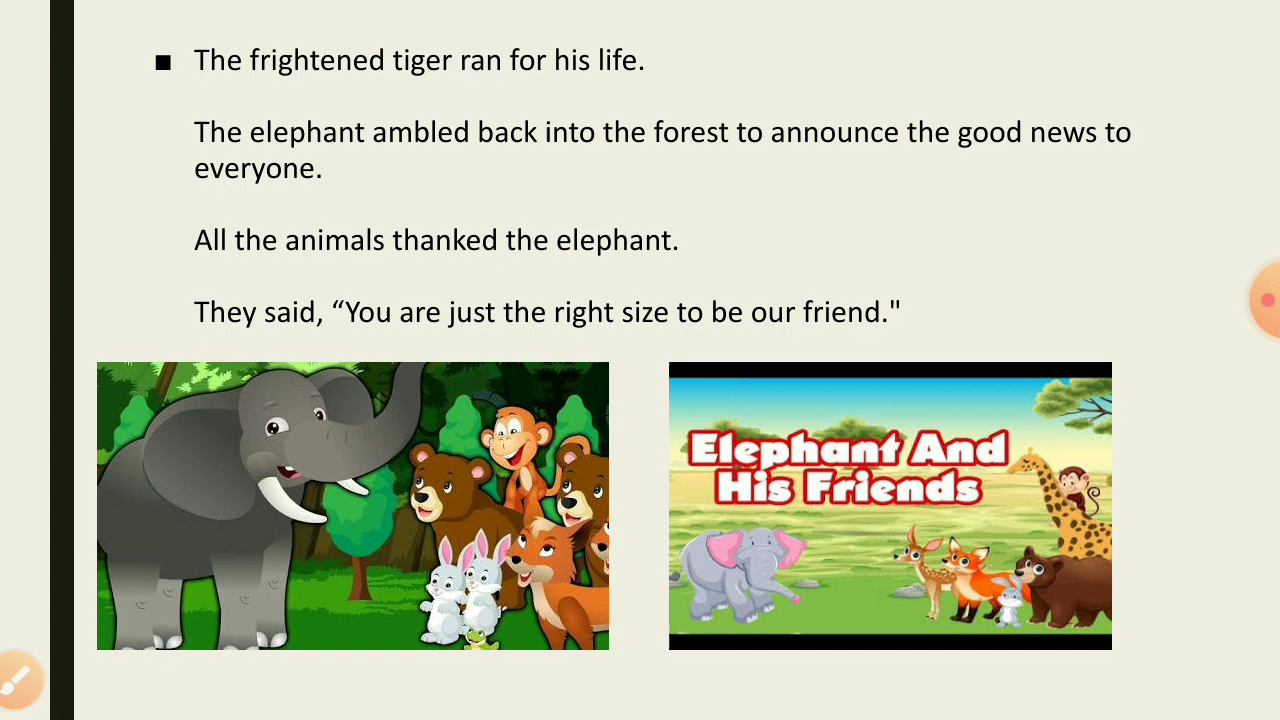 ▪ The frightened tiger ran for his life.
The elephant ambled back into the forest to announce the good news to
everyone.
All the animals thanked the elephant.
They said, “You are just the right size to be our friend."
Elephant And
His Friends